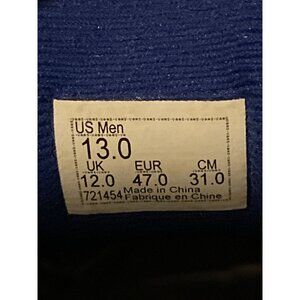 US Men
13.0
UK EUR CM
12.0 47.0 31.0
721454 Made in China
Fabrique en Chine